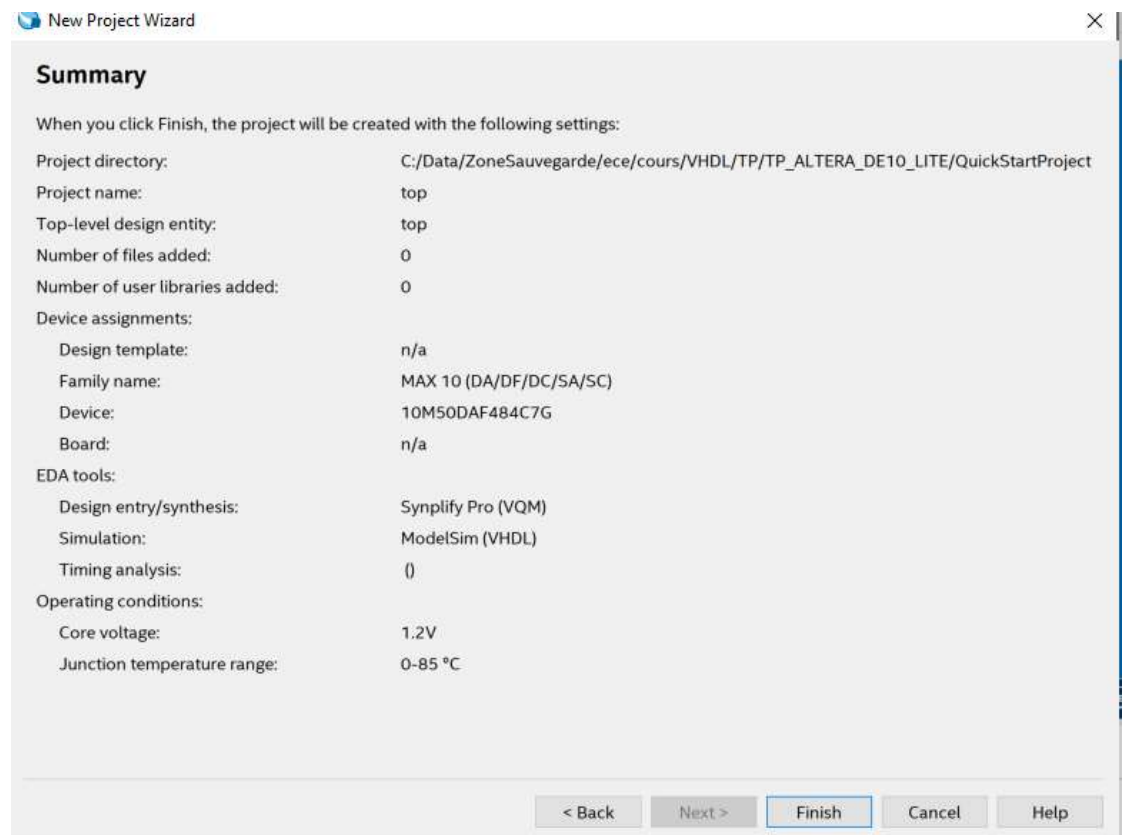 New Project Wizard
Summary
When you click Finish, the project will be created with the following settings:
Project directory: C:/Data/ZoneSauvegarde/ece/cours/VHDL/TP/TP_ALTERA_DE10_LITE/QuickStartProject
Project name: top
Top-level design entity: top
Number of files added: 0
Number of user libraries added: 0
Device assignments:
Design template: n/a
Family name: MAX 10 (DA/DF/DC/SA/SC)
Device: 10M50DAF484C7G
Board: n/a
EDA tools:
Design entry/synthesis: Synplify Pro (VQM)
Simulation: ModelSim (VHDL)
Timing analysis: ()
Operating conditions:
Core voltage: 1.2V
Junction temperature range: 0-85 °C
< Back Next > Finish Cancel Help